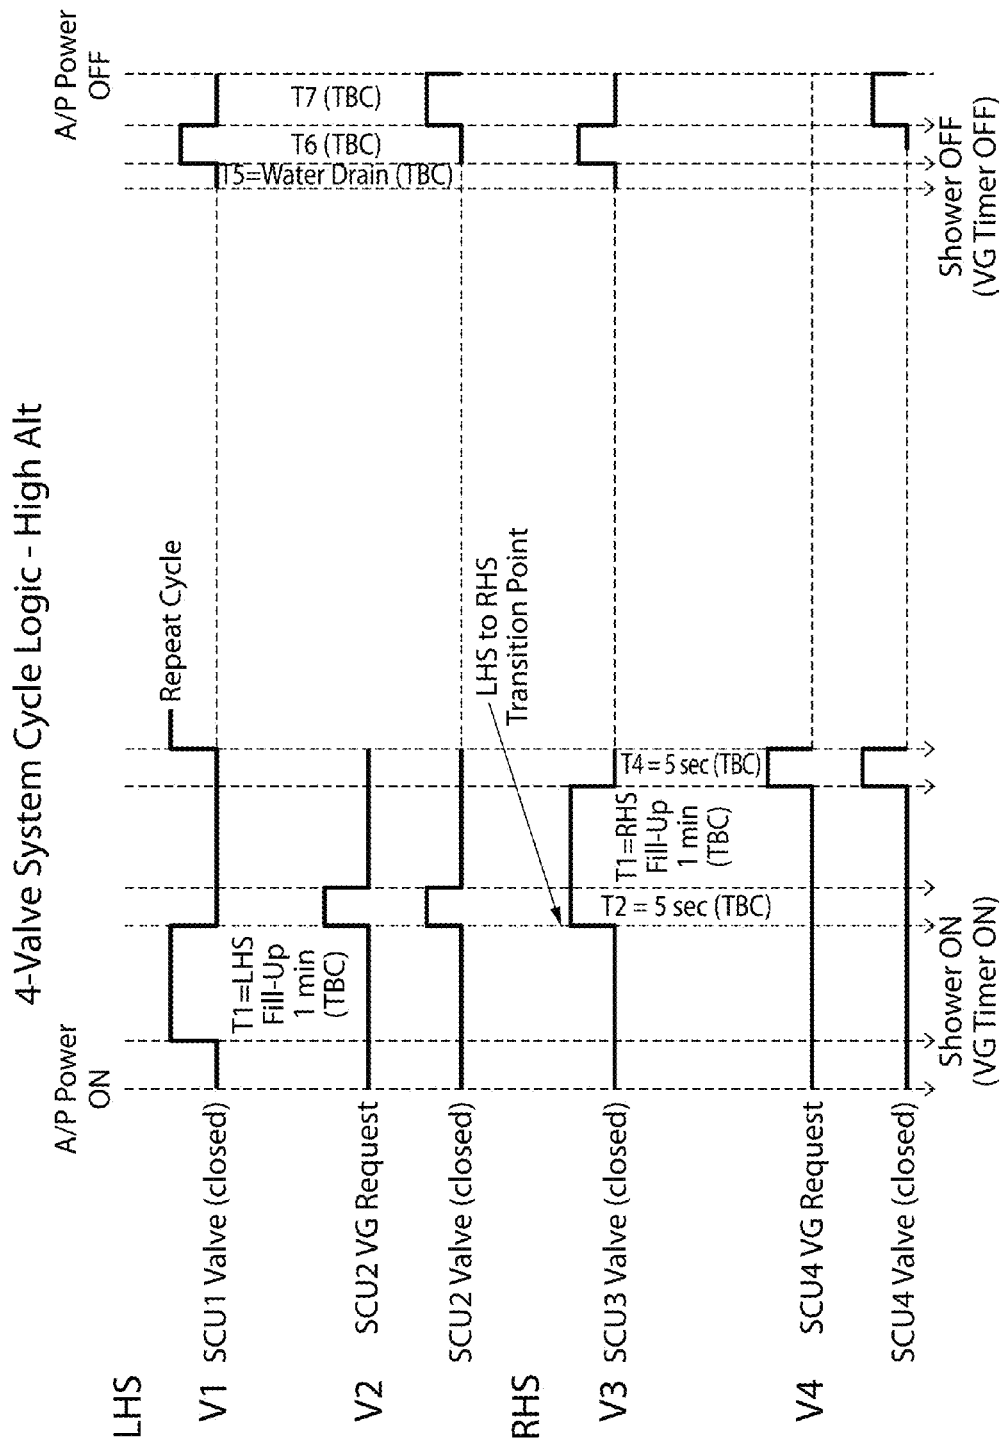 4-Valve System Cycle Logic - High Alt
A/P Power
ON
A/P Power
OFF
LHS
V1
SCU1 Valve (closed)
Repeat Cycle
T1=LHS
Fill-Up
1 min
(TBC)
T5=Water Drain (TBC)
T6 (TBC)
T7 (TBC)
V2
SCU2 VG Request
SCU2 Valve (closed)
LHS to RHS
Transition Point
RHS
V3
SCU3 Valve (closed)
T2 = 5 sec (TBC)
T1=RHS
Fill-Up
1 min
(TBC)
T4 = 5 sec (TBC)
V4
SCU4 VG Request
SCU4 Valve (closed)
Shower ON
(VG Timer ON)
Shower OFF
(VG Timer OFF)